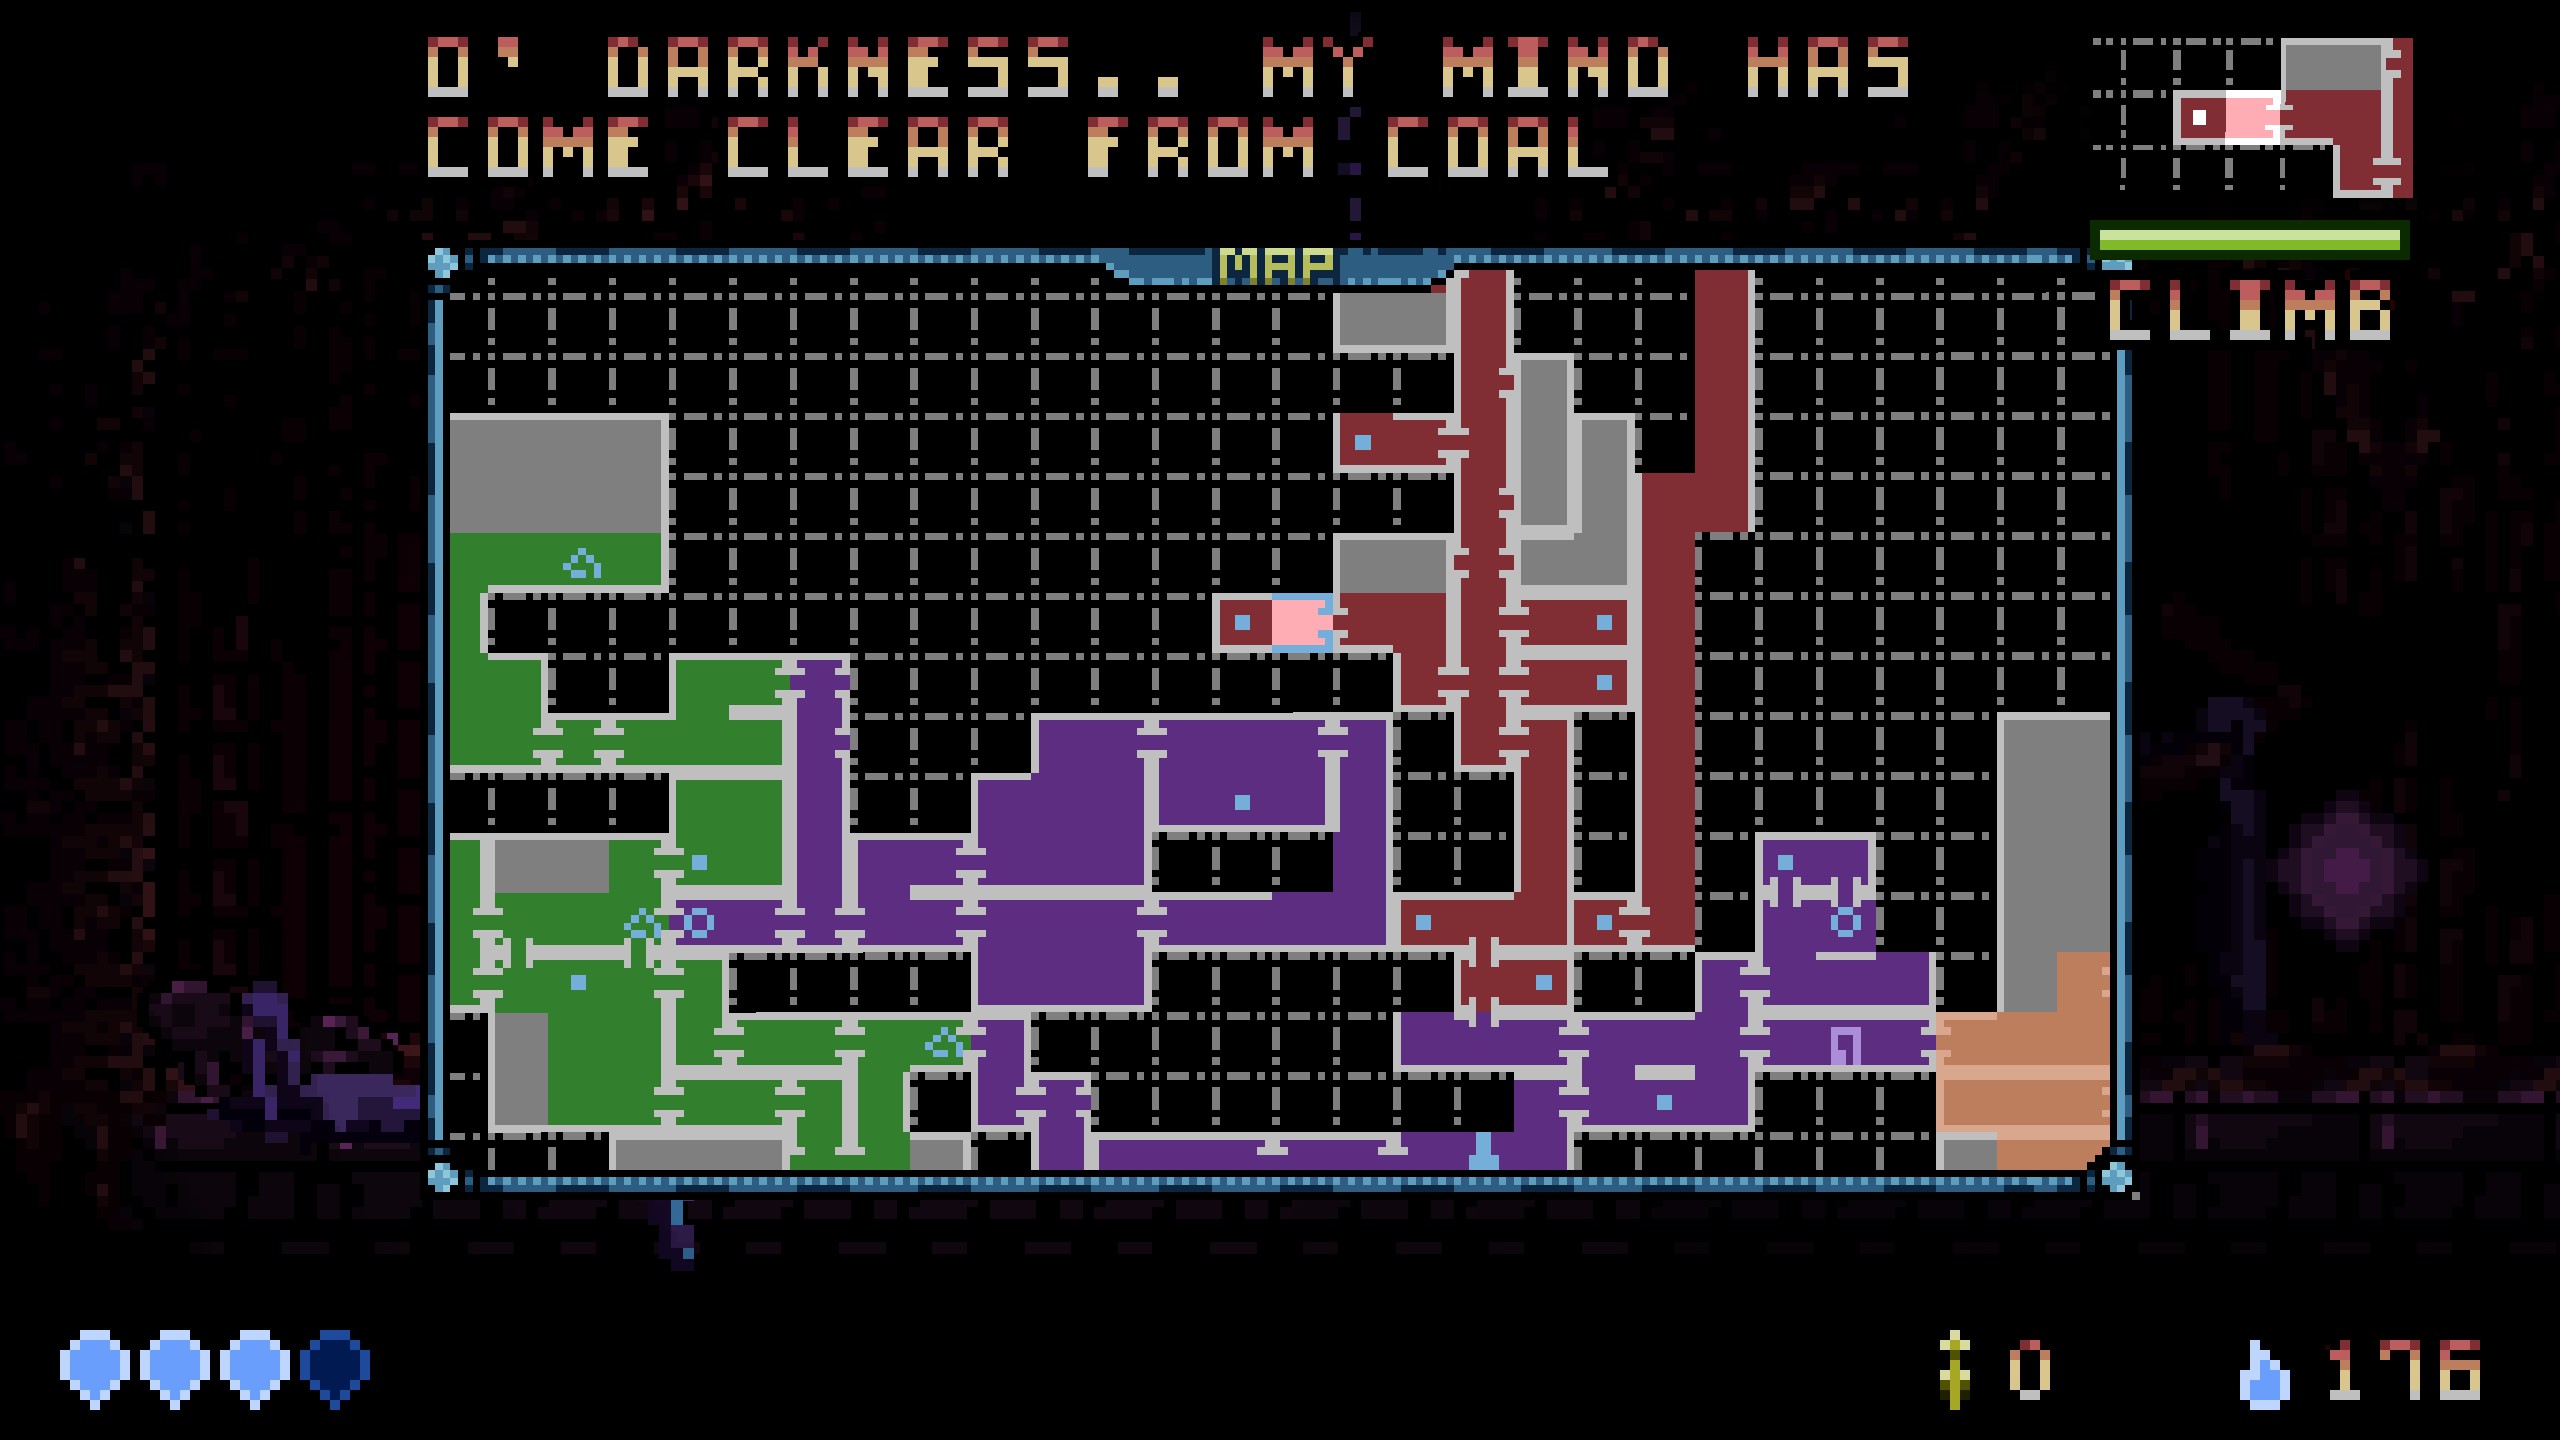 O' DARKNESS.. MY MIND HAS
COME CLEAR FROM COAL
MAP
CLIMB
0
176